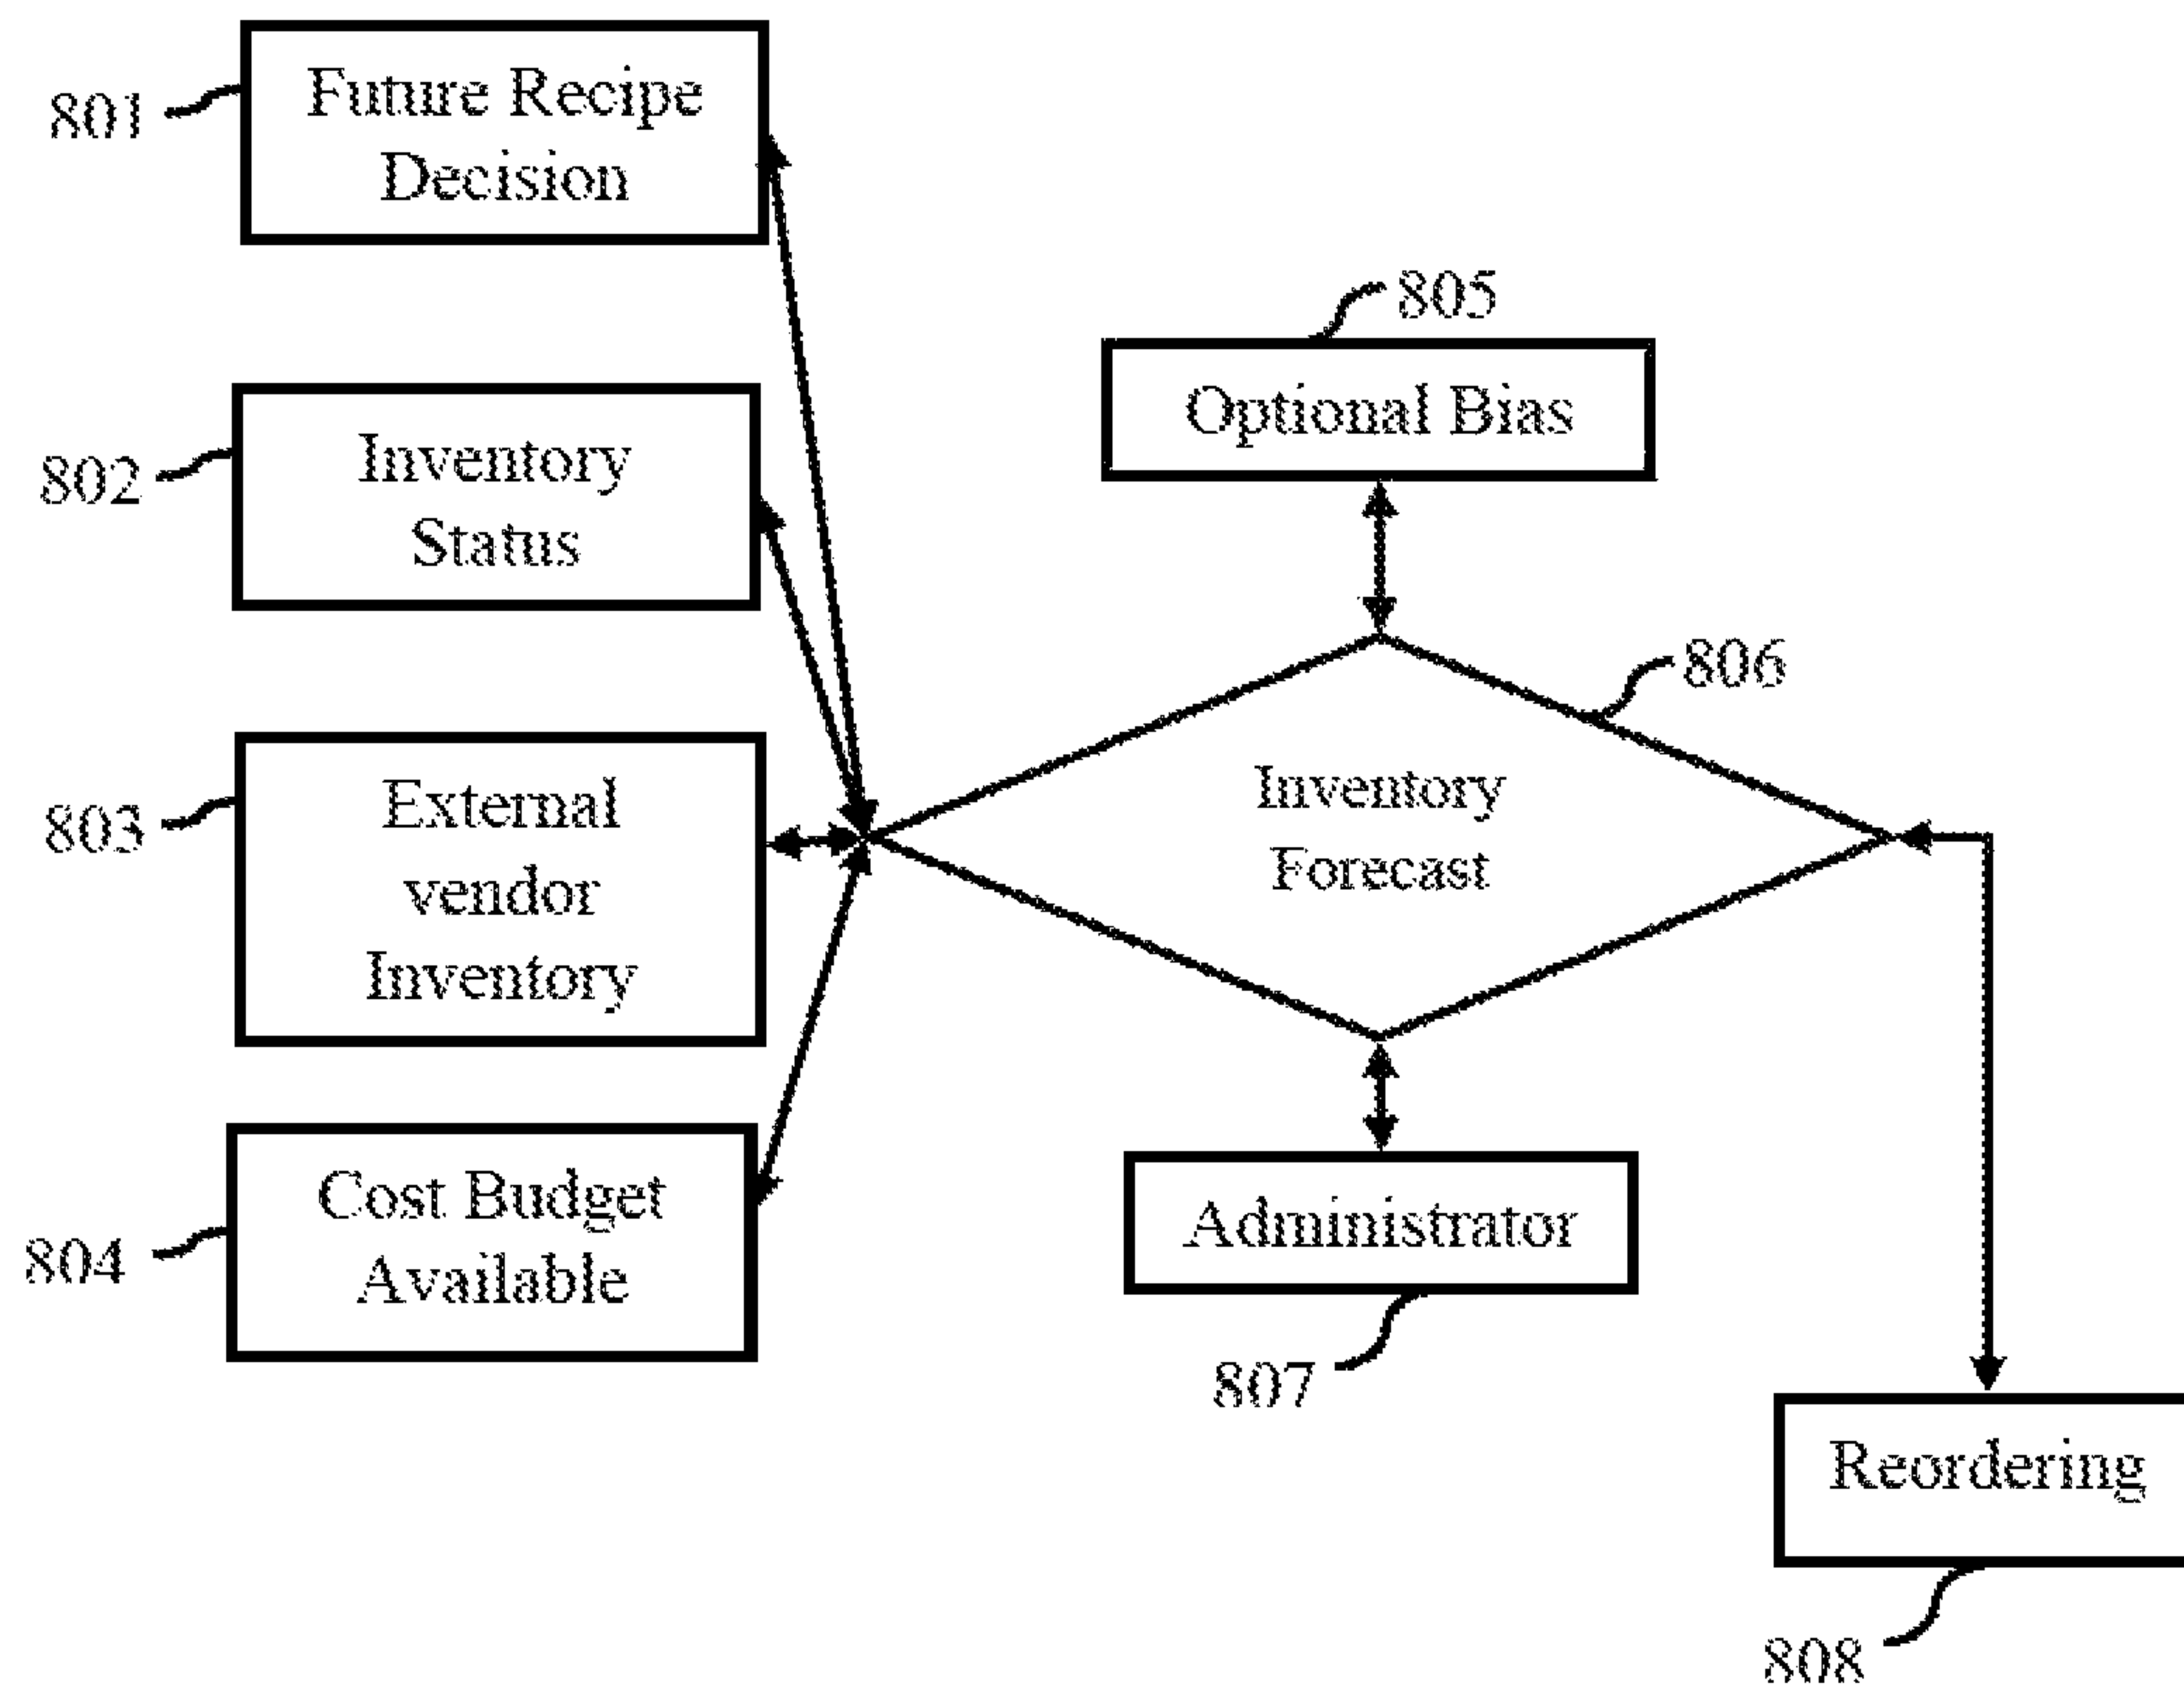 801
Future Recipe
Decision
802
Inventory
Status
803
External
vendor
Inventory
804
Cost Budget
Available
805
Optional Bias
806
Inventory
Forecast
Administrator
807
Reordering
808